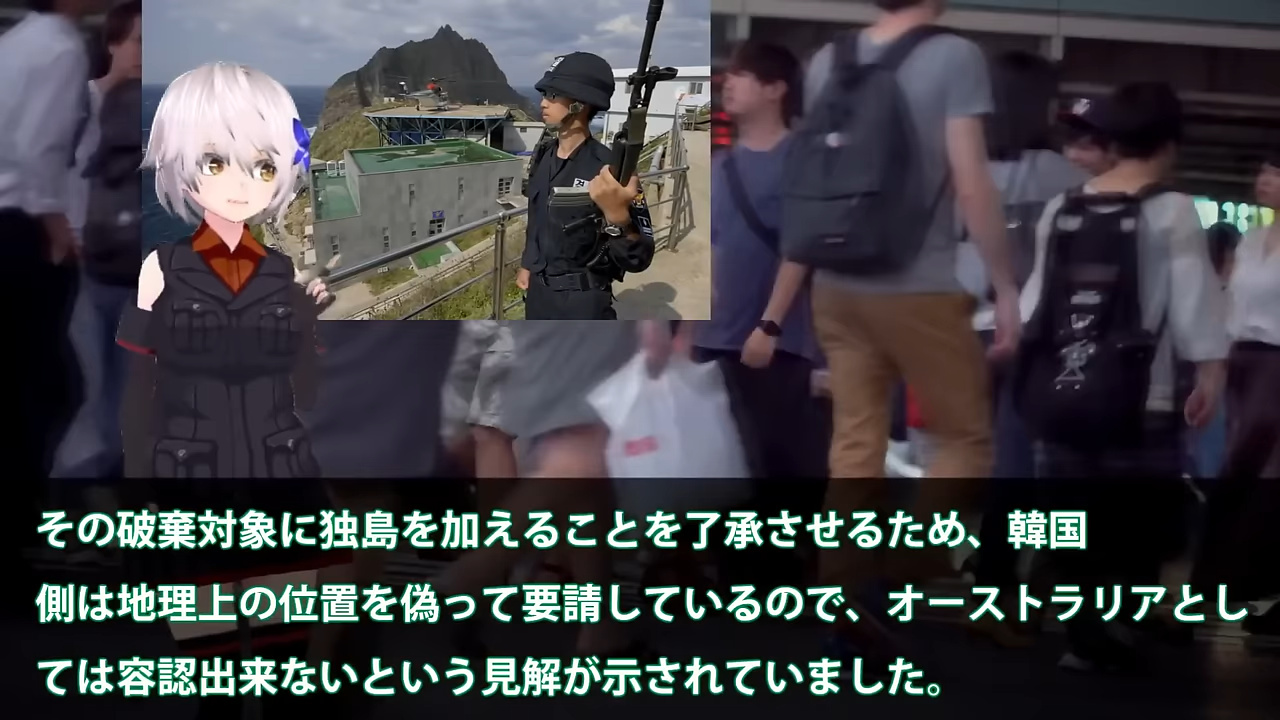 その破棄対象に独島を加えることを了承させるため、韓国
側は地理上の位置を偽って要請しているので、オーストラリアとし
ては容認出来ないという見解が示されていました。